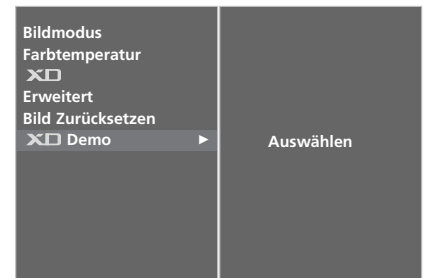 Bildmodus
Farbtemperatur
XD
Erweitert
Bild Zurücksetzen
XD Demo
Auswählen